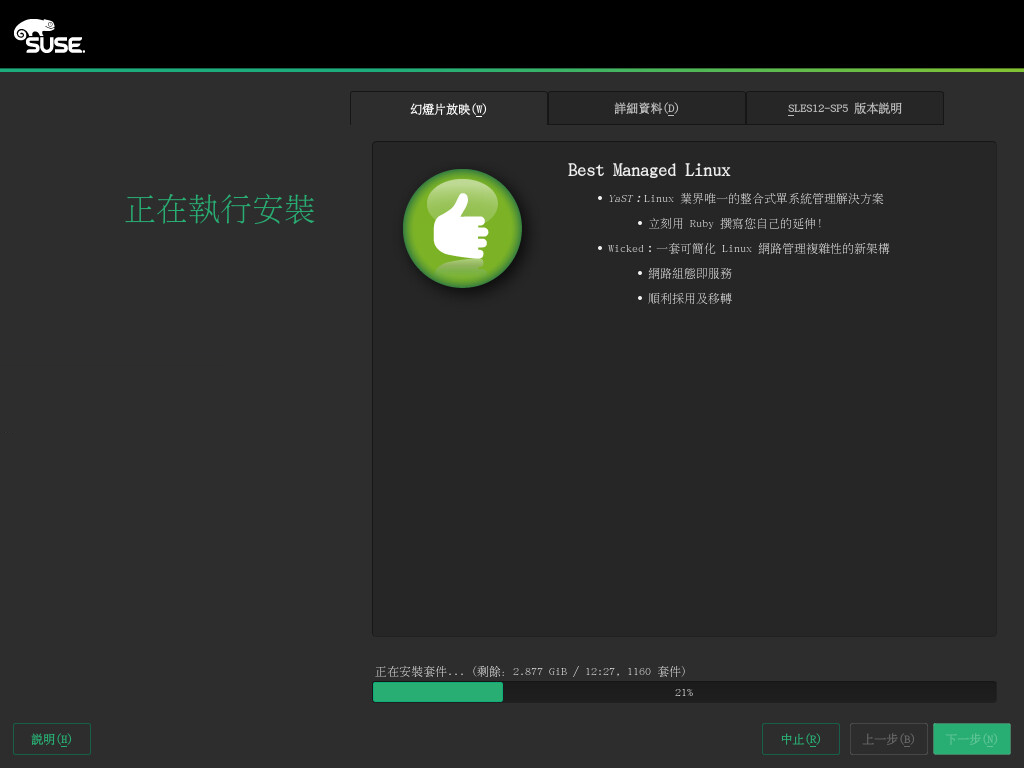 SUSE.
幻燈片放映(W)
詳細資料(D)
SLES12-SP5 版本說明
正在執行安裝
Best Managed Linux
• YaST：Linux 業界唯一的整合式單系統管理解決方案
• 立刻用 Ruby 撰寫您自己的延伸！
• Wicked：一套可簡化 Linux 網路管理複雜性的新架構
• 網路組態即服務
• 順利採用及移轉
正在安裝套件... (剩餘: 2.877 GiB / 12:27, 1160 套件)
21%
說明(H)
中止(R)
上一步(B)
下一步(N)